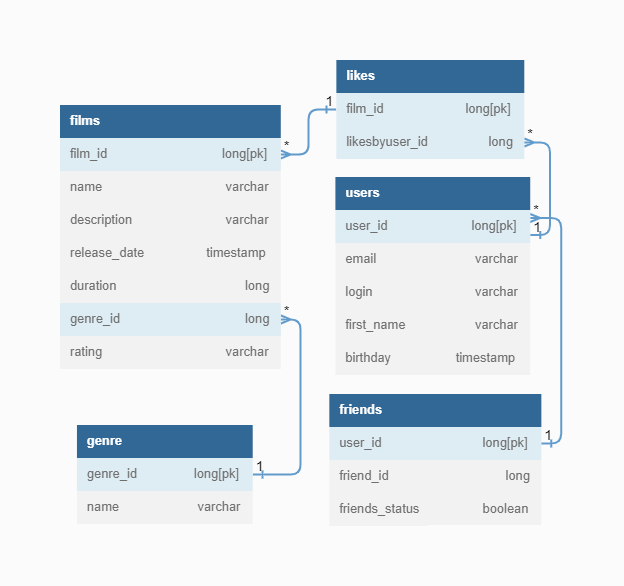 likes
film_id long[pk]
likesbyuser_id long
films
film_id long[pk]
name varchar
description varchar
release_date timestamp
duration long
genre_id long
rating varchar
users
user_id long[pk]
email varchar
login varchar
first_name varchar
birthday timestamp
genre
genre_id long[pk]
name varchar
friends
user_id long[pk]
friend_id long
friends_status boolean
1
*
*
*
1
*
1
1